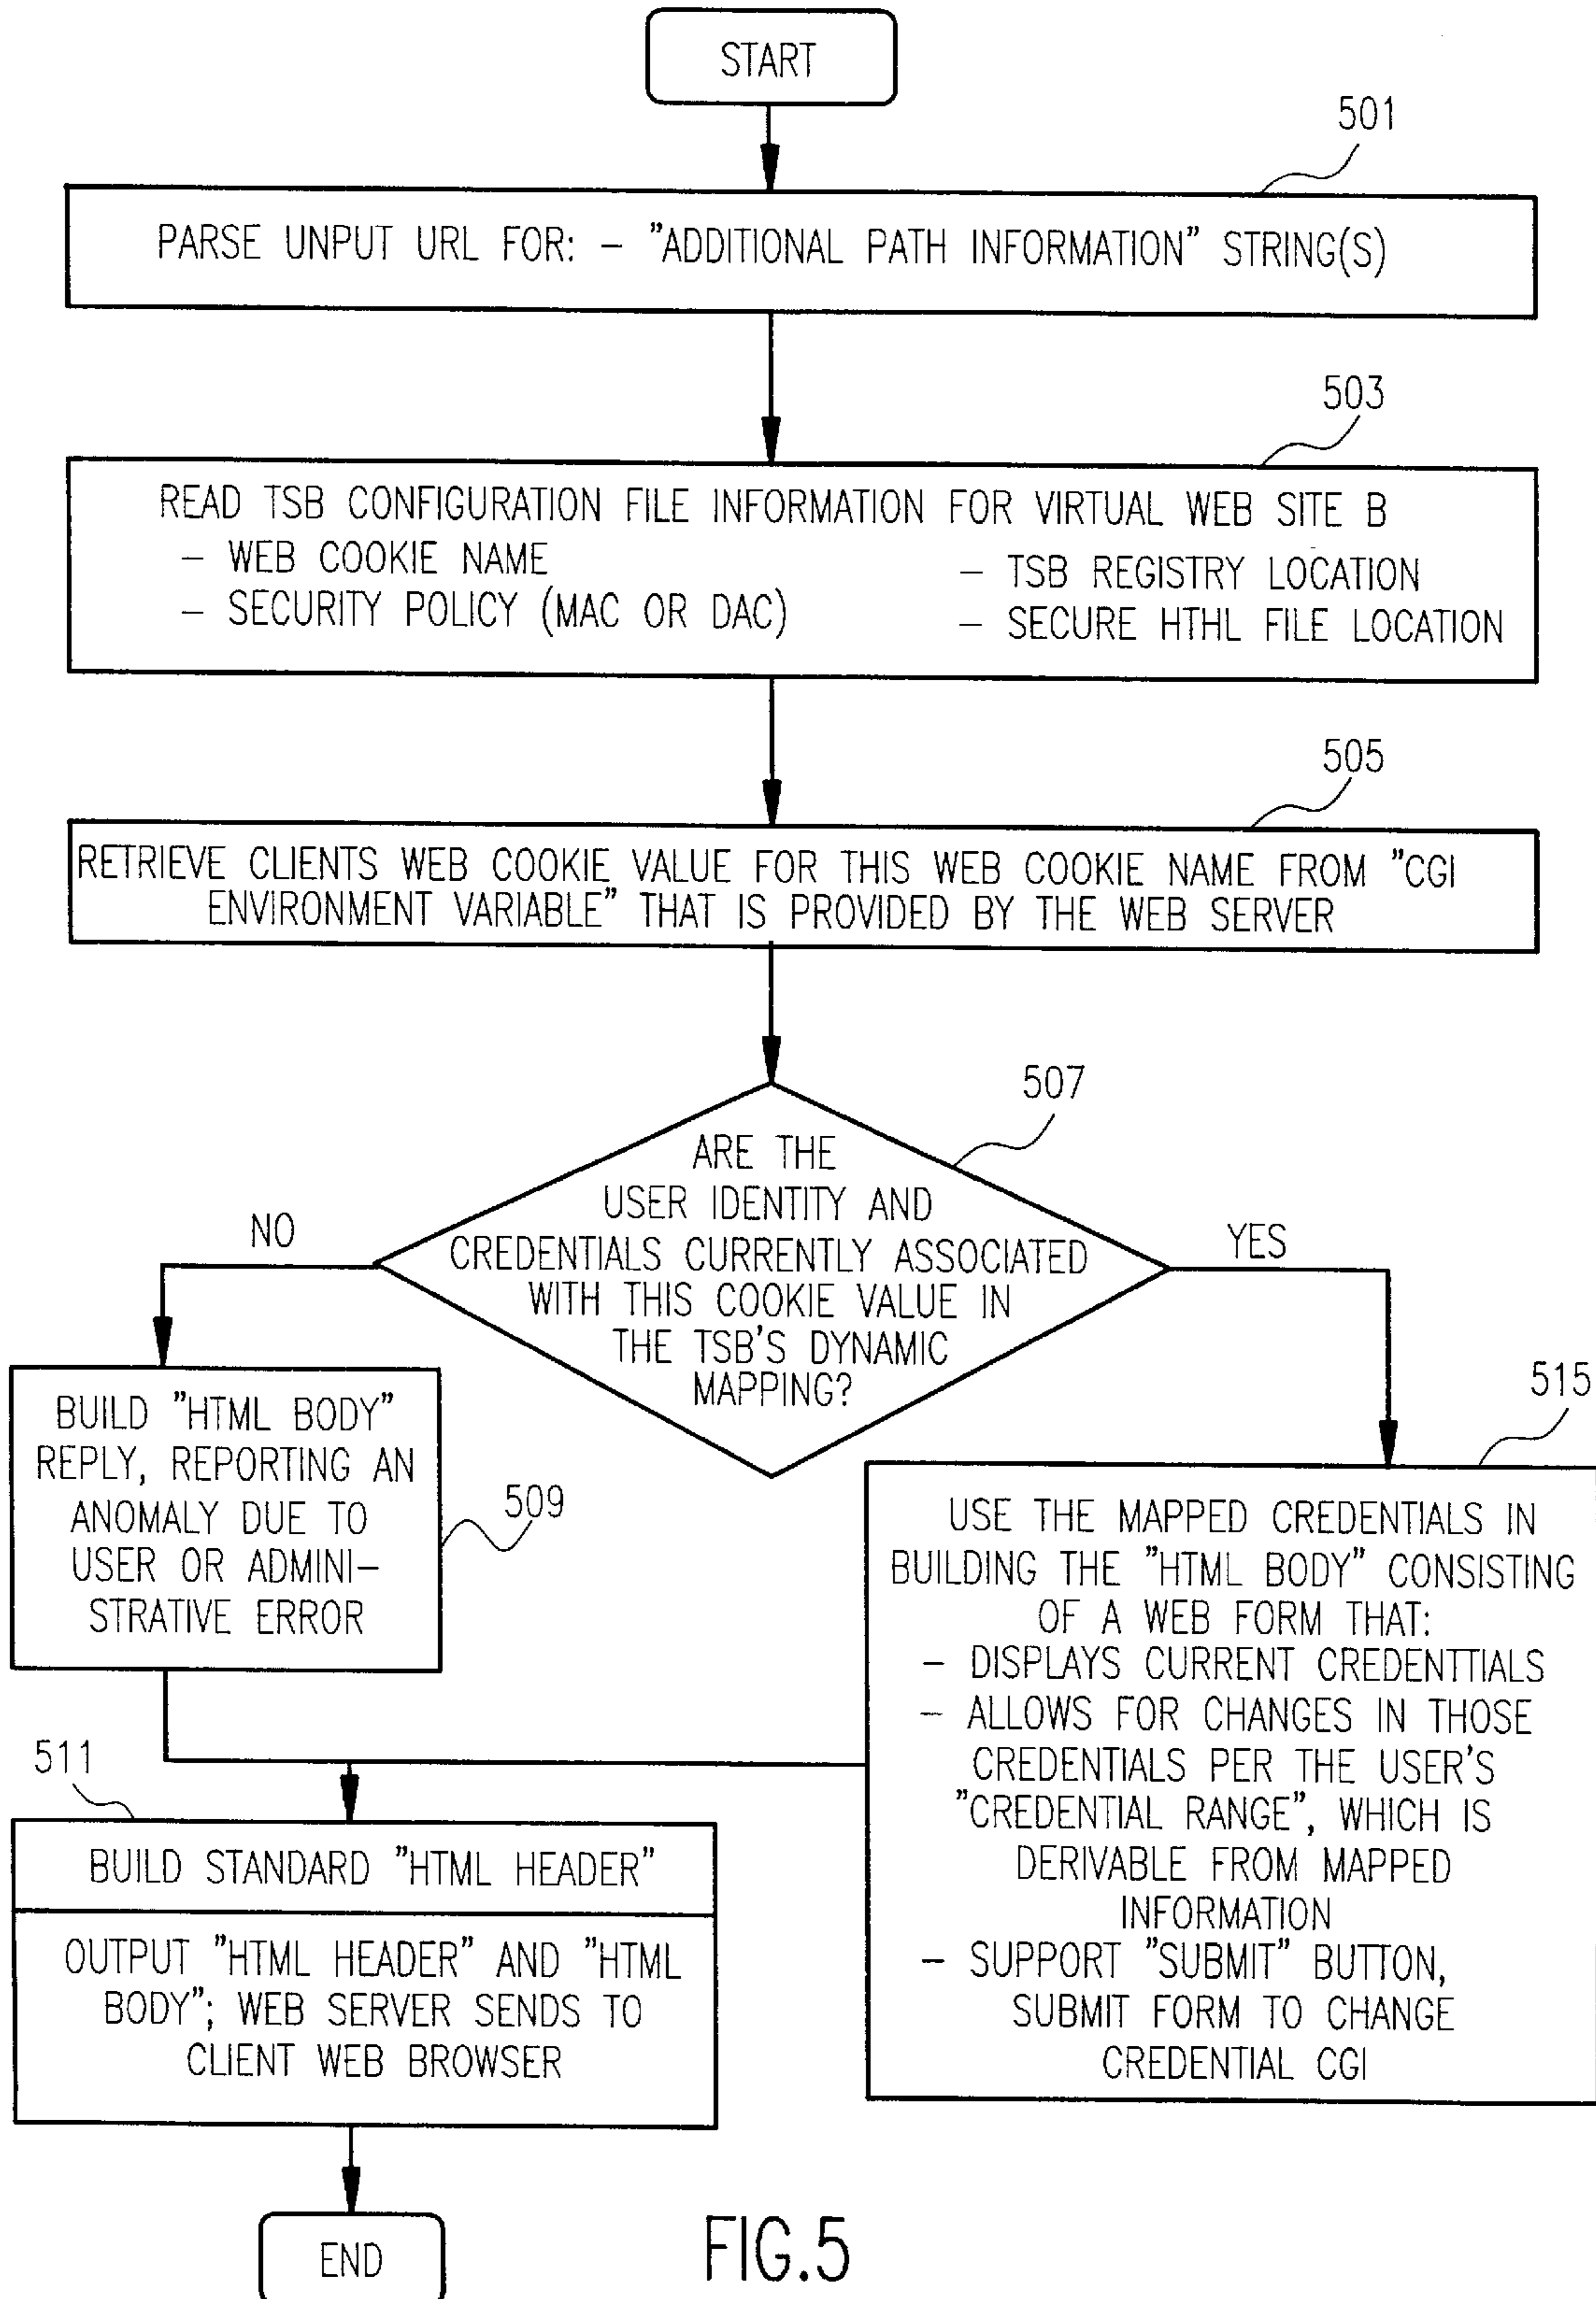 START
501
PARSE UNPUT URL FOR: – "ADDITIONAL PATH INFORMATION" STRING(S)
503
READ TSB CONFIGURATION FILE INFORMATION FOR VIRTUAL WEB SITE B
– WEB COOKIE NAME
– SECURITY POLICY (MAC OR DAC)
– TSB REGISTRY LOCATION
– SECURE HTHL FILE LOCATION
505
RETRIEVE CLIENTS WEB COOKIE VALUE FOR THIS WEB COOKIE NAME FROM "CGI
ENVIRONMENT VARIABLE" THAT IS PROVIDED BY THE WEB SERVER
507
ARE THE
USER IDENTITY AND
CREDENTIALS CURRENTLY ASSOCIATED
WITH THIS COOKIE VALUE IN
THE TSB'S DYNAMIC
MAPPING?
NO
YES
BUILD "HTML BODY"
REPLY, REPORTING AN
ANOMALY DUE TO
USER OR ADMINI–
STRATIVE ERROR
509
515
USE THE MAPPED CREDENTIALS IN
BUILDING THE "HTML BODY" CONSISTING
OF A WEB FORM THAT:
– DISPLAYS CURRENT CREDENTTIALS
– ALLOWS FOR CHANGES IN THOSE
CREDENTIALS PER THE USER'S
"CREDENTIAL RANGE", WHICH IS
DERIVABLE FROM MAPPED
INFORMATION
– SUPPORT "SUBMIT" BUTTON,
SUBMIT FORM TO CHANGE
CREDENTIAL CGI
511
BUILD STANDARD "HTML HEADER"
OUTPUT "HTML HEADER" AND "HTML
BODY"; WEB SERVER SENDS TO
CLIENT WEB BROWSER
END
FIG.5